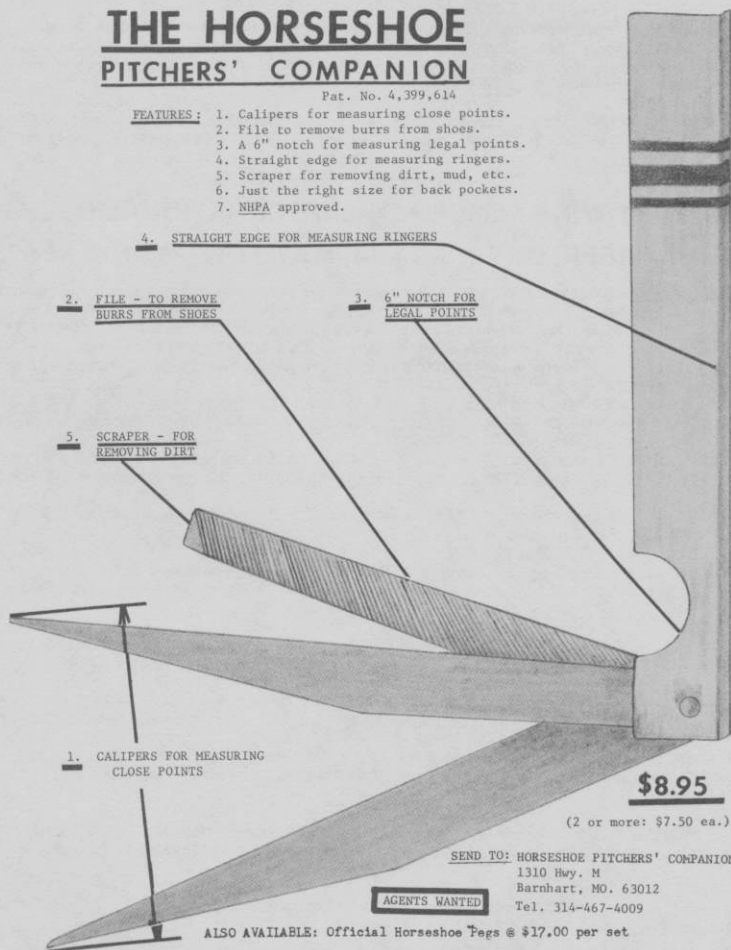 THE HORSESHOE
PITCHERS' COMPANION
Pat. No. 4,399,614
FEATURES: 1. Calipers for measuring close points.
2. File to remove burrs from shoes.
3. A 6" notch for measuring legal points.
4. Straight edge for measuring ringers.
5. Scraper for removing dirt, mud, etc.
6. Just the right size for back pockets.
7. NHPA approved.
4. STRAIGHT EDGE FOR MEASURING RINGERS
2. FILE - TO REMOVE
BURRS FROM SHOES
3. 6" NOTCH FOR
LEGAL POINTS
5. SCRAPER - FOR
REMOVING DIRT
1. CALIPERS FOR MEASURING
CLOSE POINTS
$8.95
(2 or more: $7.50 ea.)
SEND TO: HORSESHOE PITCHERS' COMPANION
1310 Hwy. M
Barnhart, MO. 63012
Tel. 314-467-4009
AGENTS WANTED
ALSO AVAILABLE: Official Horseshoe Pegs @ $17.00 per set